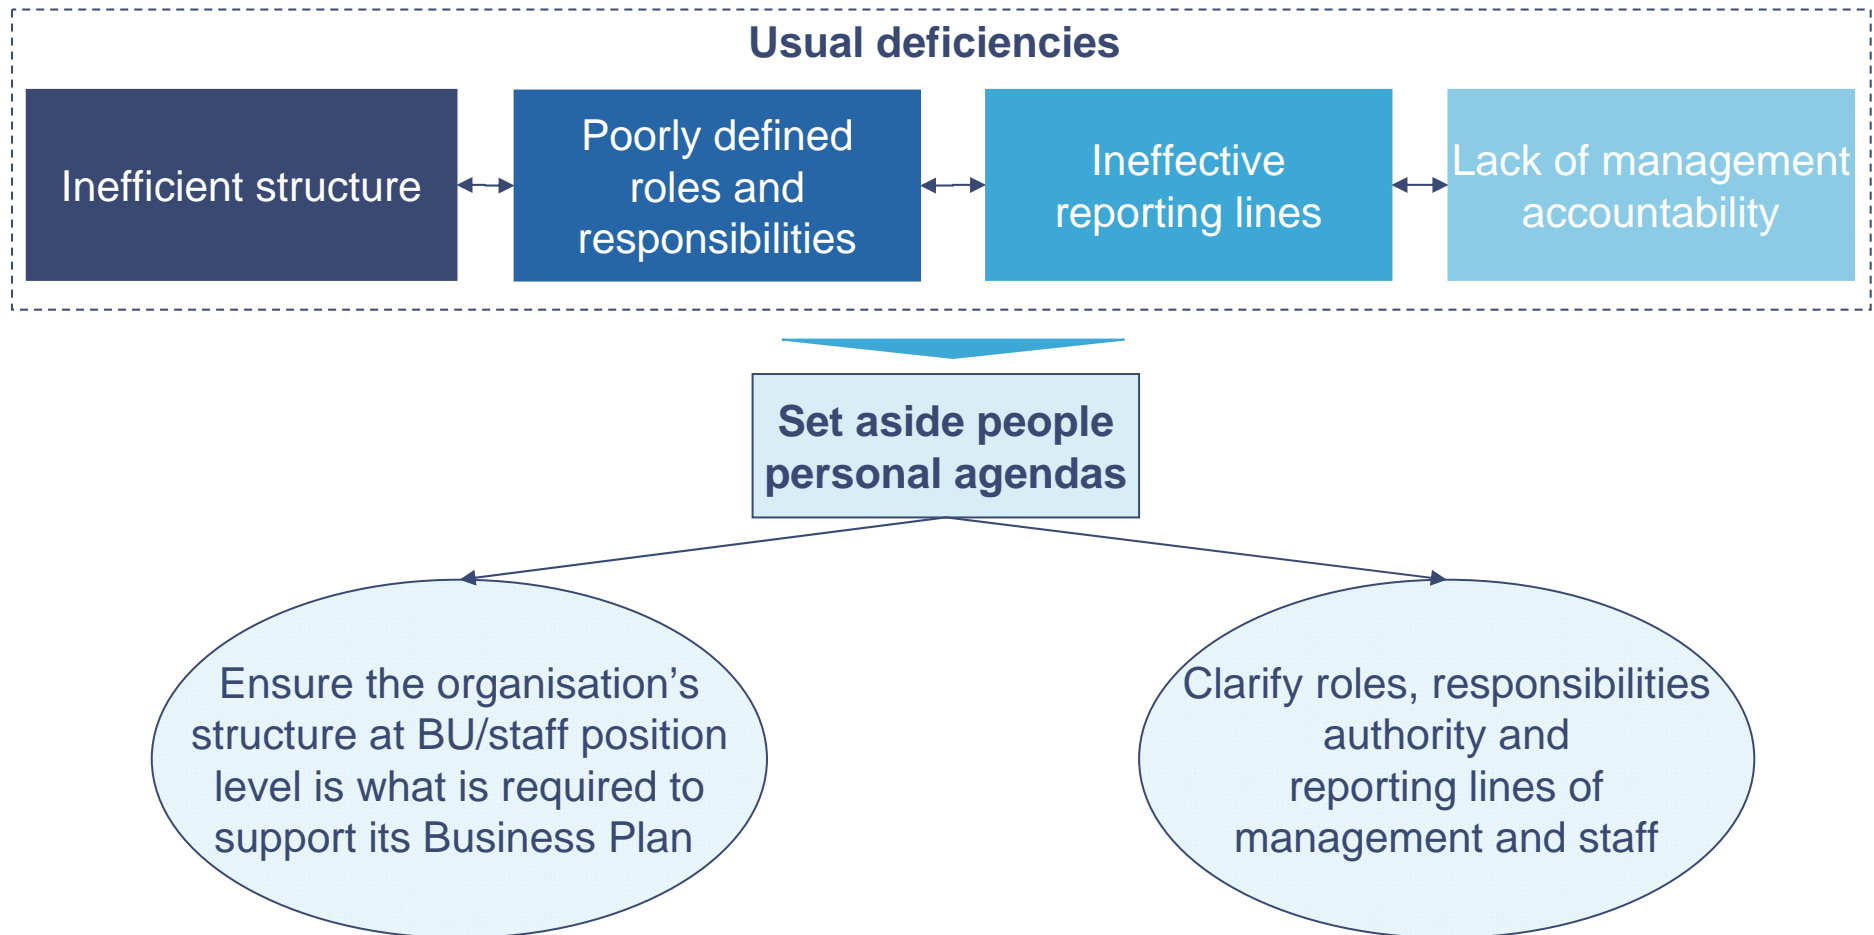 Usual deficiencies
Inefficient structure
Poorly defined
roles and
responsibilities
Ineffective
reporting lines
Lack of management
accountability
Set aside people
personal agendas
Ensure the organisation’s
structure at BU/staff position
level is what is required to
support its Business Plan
Clarify roles, responsibilities
authority and
reporting lines of
management and staff